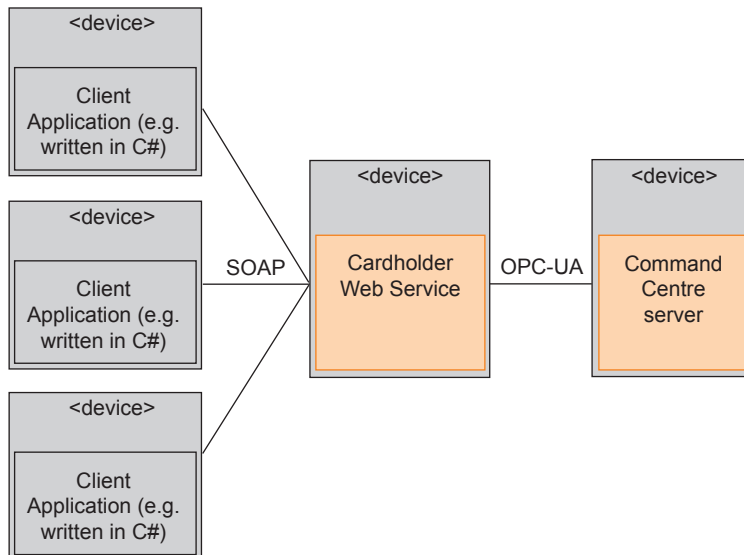 <device>
Client
Application (e.g.
written in C#)
<device>
Client
Application (e.g.
written in C#)
<device>
Client
Application (e.g.
written in C#)
SOAP
<device>
Cardholder
Web Service
OPC-UA
<device>
Command
Centre
server